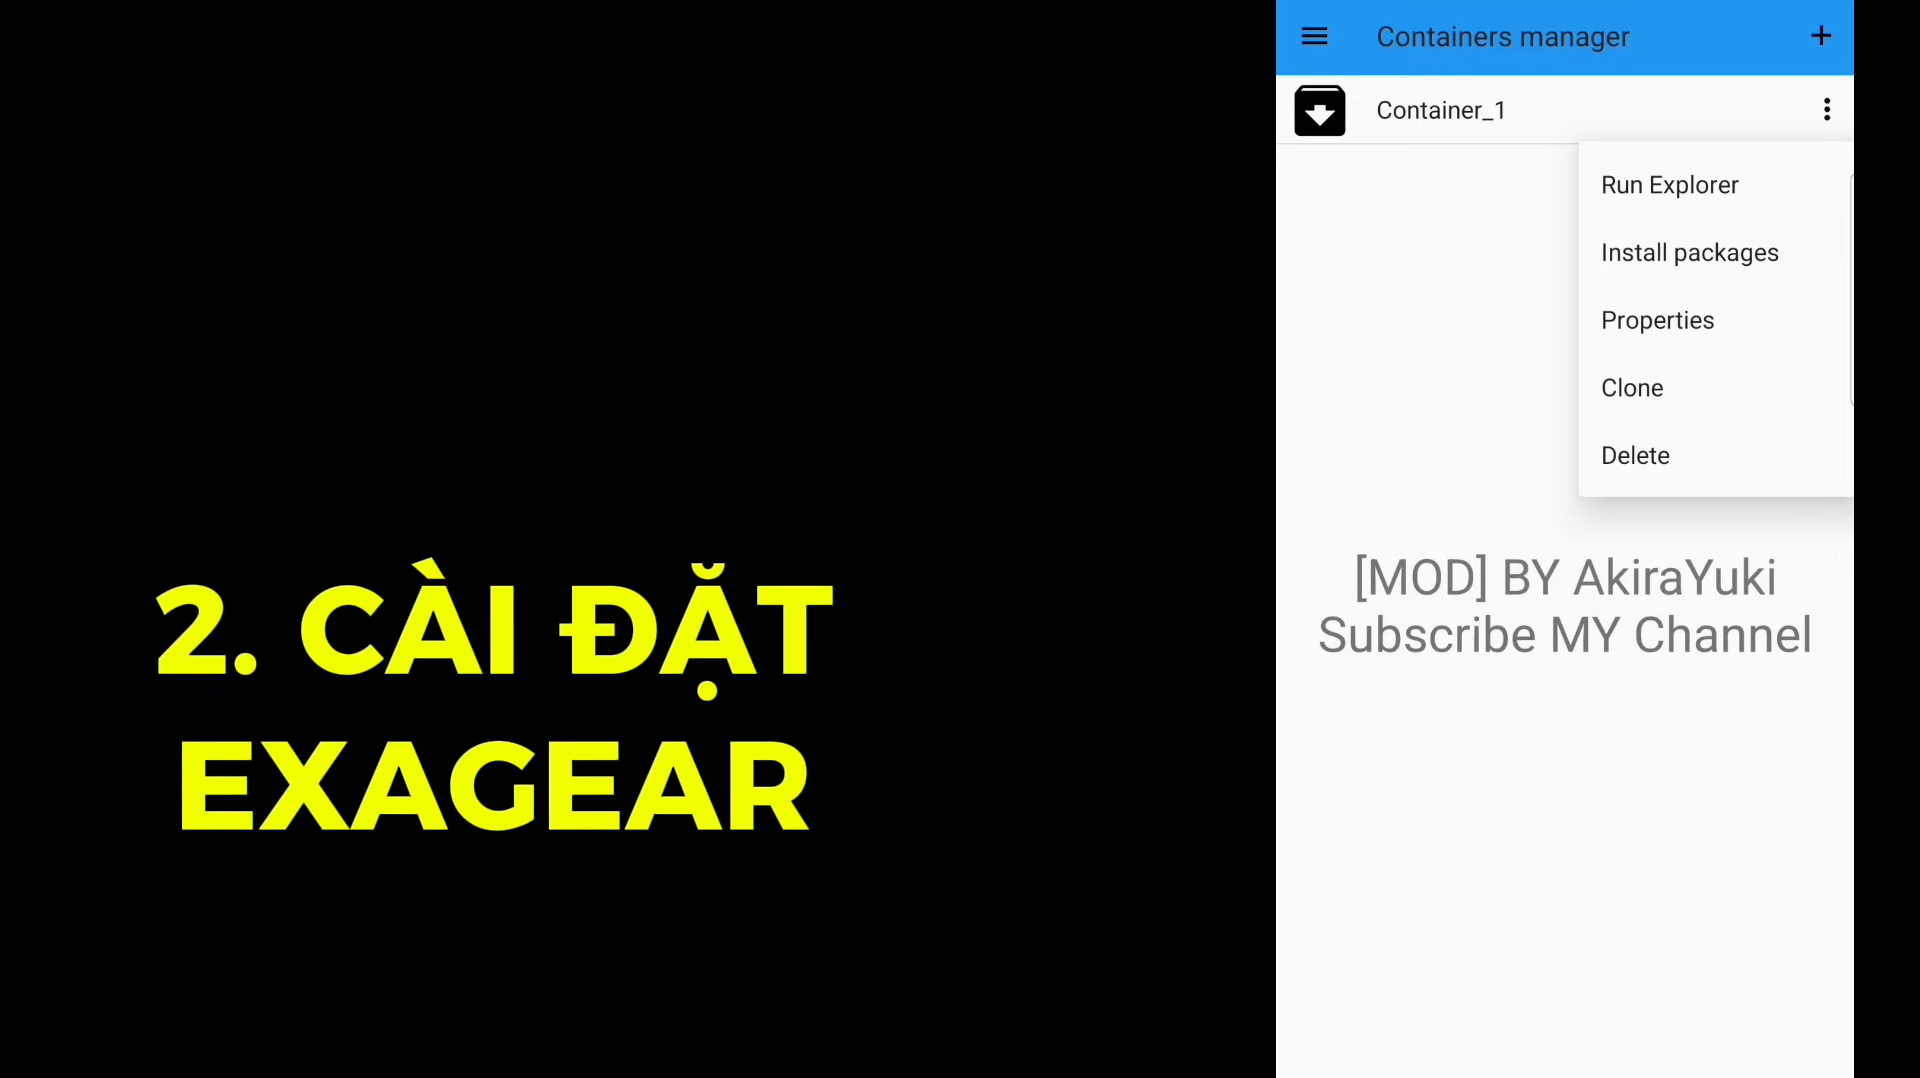 2. CÀI ĐẶT
EXAGEAR
Containers manager
Container_1
Run Explorer
Install packages
Properties
Clone
Delete
[MOD] BY AkiraYuki
Subscribe MY Channel